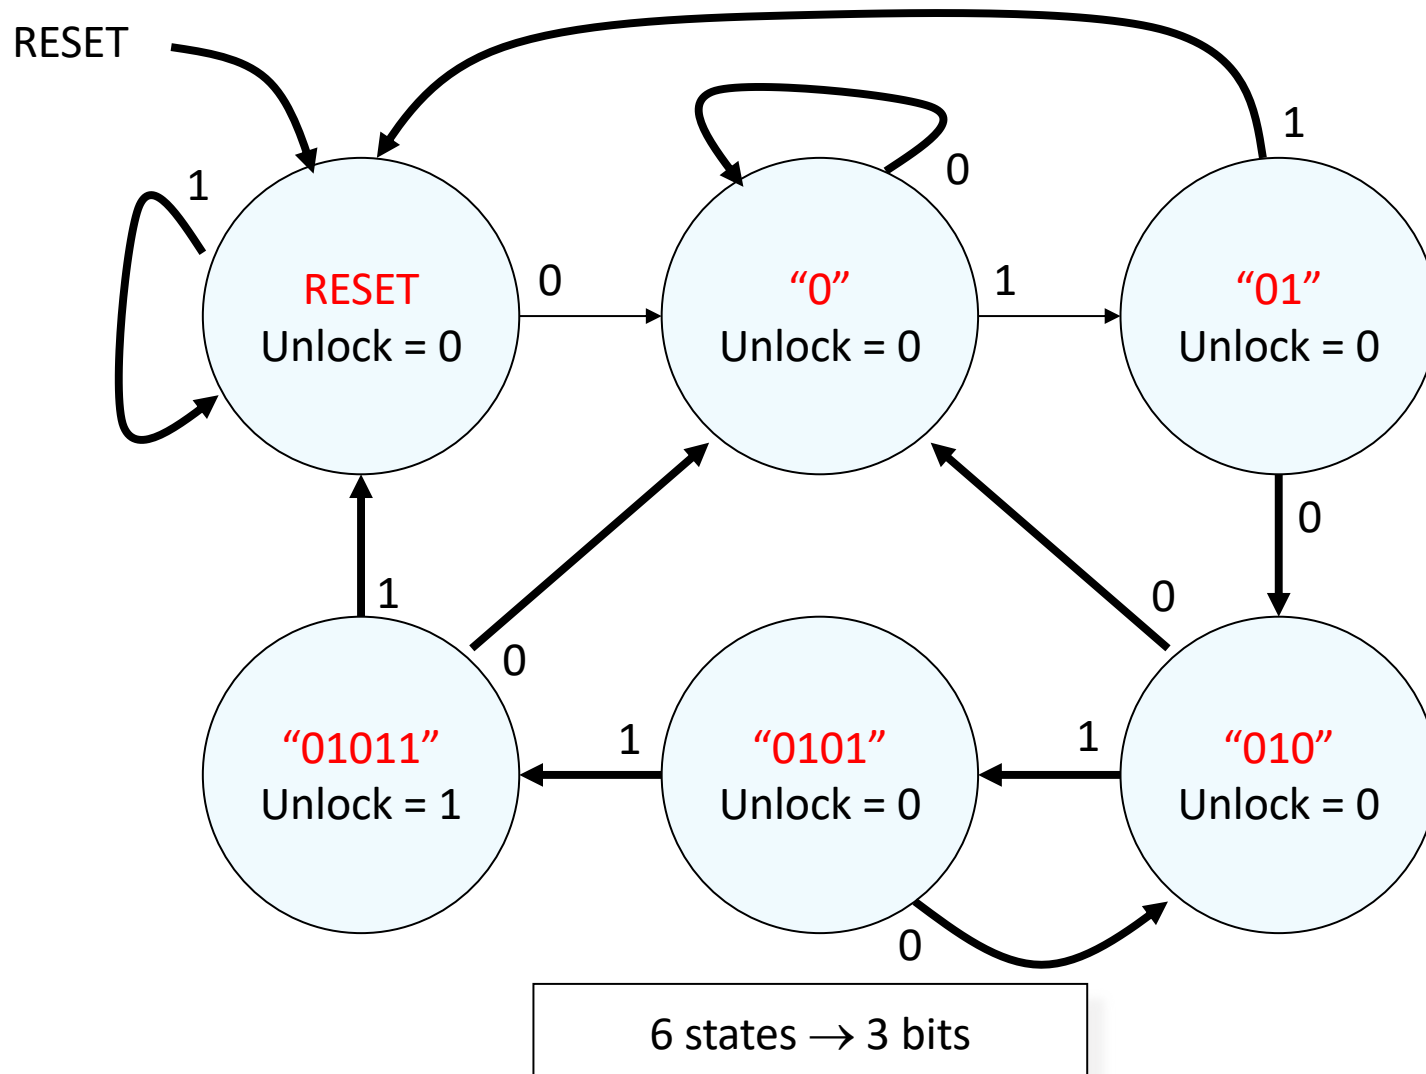 RESET
1
1
0
RESET
Unlock = 0
0
“0”
Unlock = 0
1
“01”
Unlock = 0
0
1
0
0
“01011”
Unlock = 1
1
“0101”
Unlock = 0
1
“010”
Unlock = 0
0
6 states → 3 bits